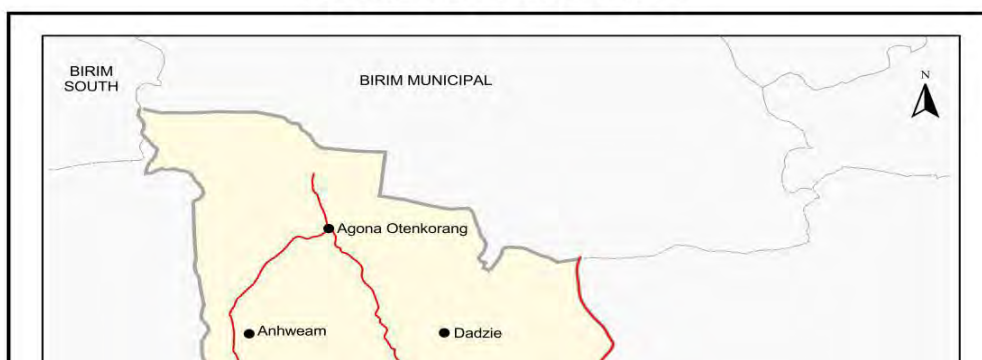 BIRIM
SOUTH
BIRIM MUNICIPAL
N
Agona Otenkorang
Anhweam
Dadzie